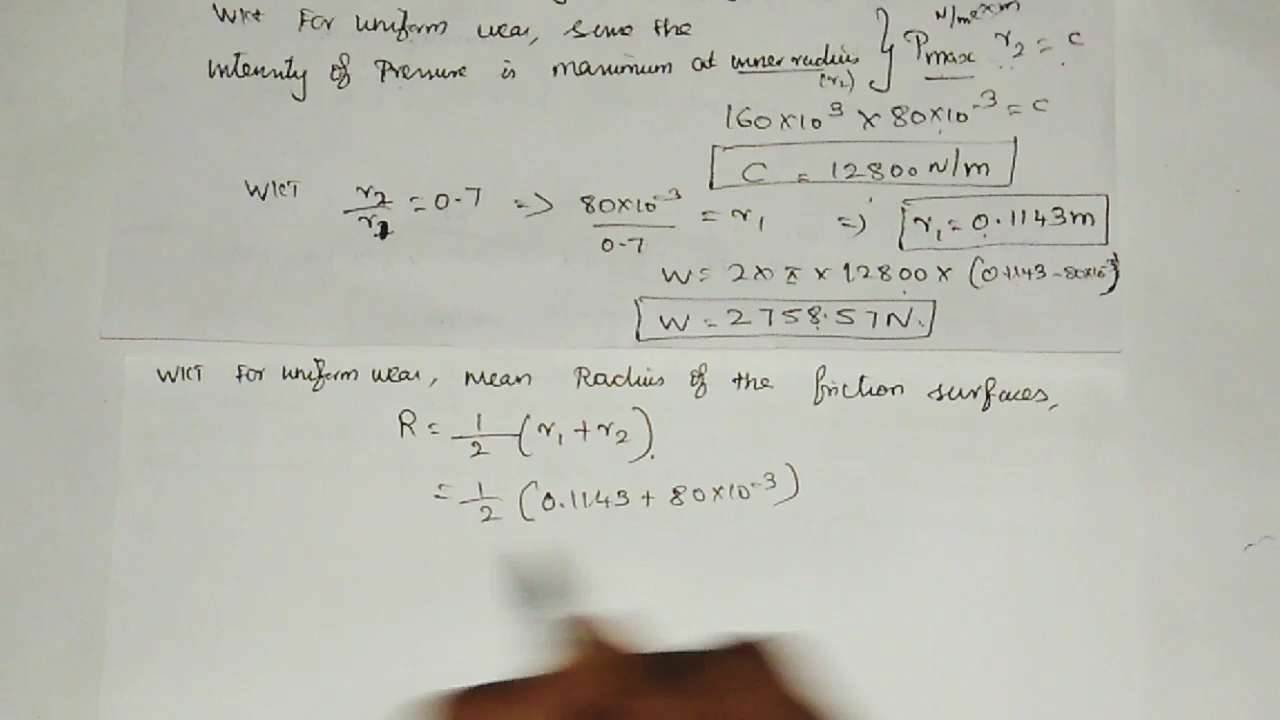 WKT For uniform wear, since the
N/m²×m
intensity of Pressure is maximum at inner radius } Pmax r₂ = C
(r₂)
160×10³ × 80×10⁻³ = C
C = 12800 N/m
WKT r₂/r₁ = 0.7 => 80×10⁻³/0.7 = r₁ => r₁ = 0.1143m
W = 2×π×12800×(0.1143-80×10⁻³)
W = 2758.57N.
WKT For uniform wear, mean Radius of the friction surfaces,
R = 1/2 (r₁+r₂).
= 1/2 (0.1143 + 80×10⁻³)